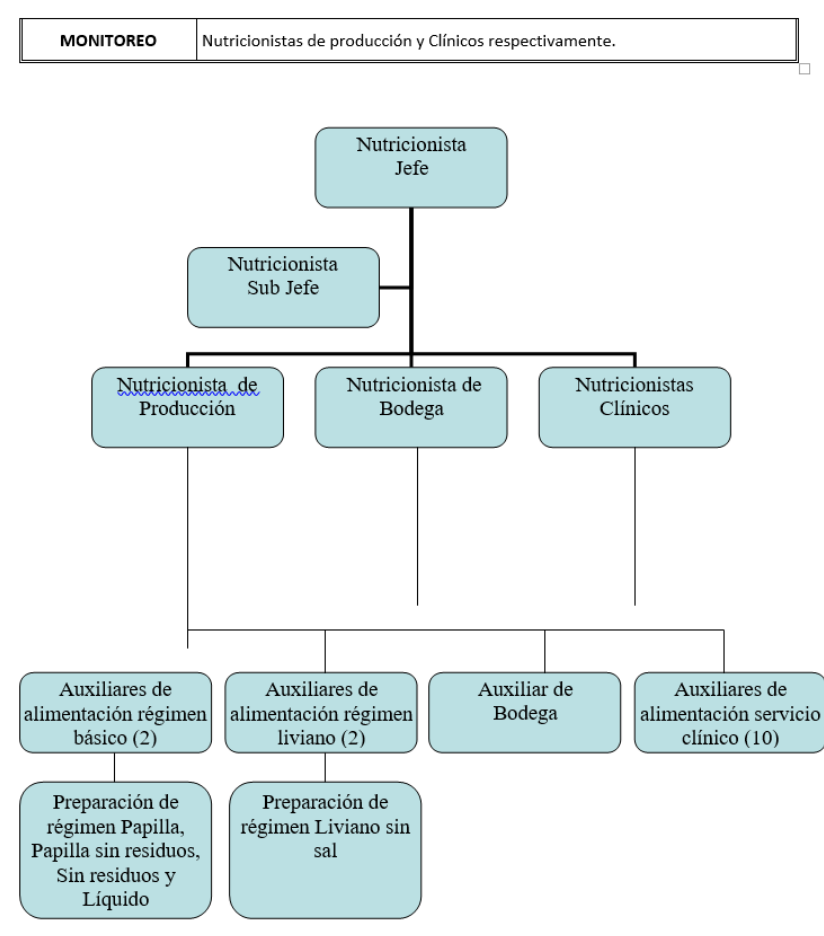 MONITOREO Nutricionistas de producción y Clínicos respectivamente.
Nutricionista
Jefe
Nutricionista
Sub Jefe
Nutricionista de
Producción
Nutricionista de
Bodega
Nutricionistas
Clínicos
Auxiliares de
alimentación régimen
básico (2)
Auxiliares de
alimentación régimen
liviano (2)
Auxiliar de
Bodega
Auxiliares de
alimentación servicio
clínico (10)
Preparación de
régimen Papilla,
Papilla sin residuos,
Sin residuos y
Líquido
Preparación de
régimen Liviano sin
sal